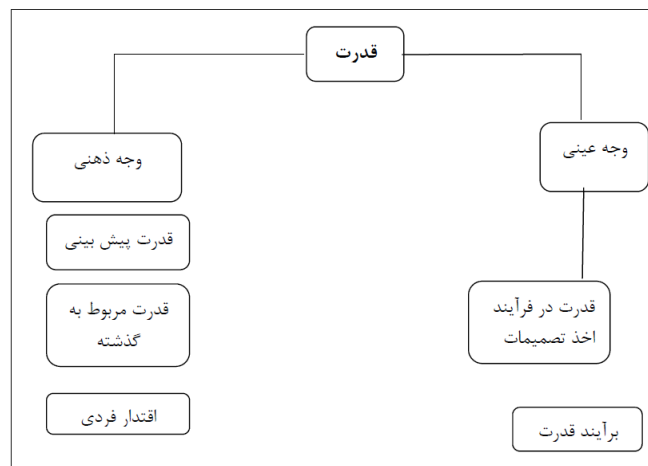 قدرت
وجه عینی
وجه ذهنی
قدرت پیش بینی
قدرت در فرآیند
اخذ تصمیمات
قدرت مربوط به
گذشته
اقتدار فردی
برآیند قدرت